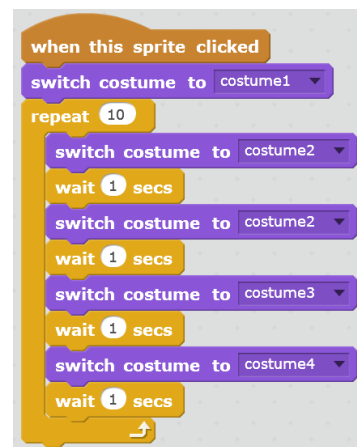 when this sprite clicked
switch costume to costume1
repeat 10
switch costume to costume2
wait 1 secs
switch costume to costume2
wait 1 secs
switch costume to costume3
wait 1 secs
switch costume to costume4
wait 1 secs